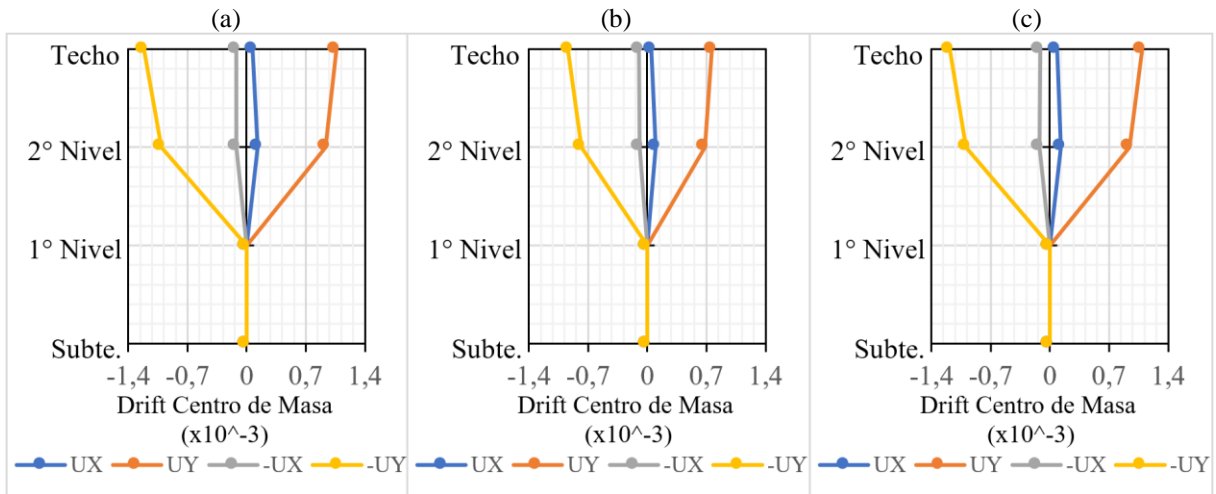 (a)
Techo
2° Nivel
1° Nivel
Subte.
-1,4 -0,7 0 0,7 1,4
Drift Centro de Masa
(x10^-3)
UX UY -UX -UY
(b)
Techo
2° Nivel
1° Nivel
Subte.
-1,4 -0,7 0 0,7 1,4
Drift Centro de Masa
(x10^-3)
UX UY -UX -UY
(c)
Techo
2° Nivel
1° Nivel
Subte.
-1,4 -0,7 0 0,7 1,4
Drift Centro de Masa
(x10^-3)
UX UY -UX -UY